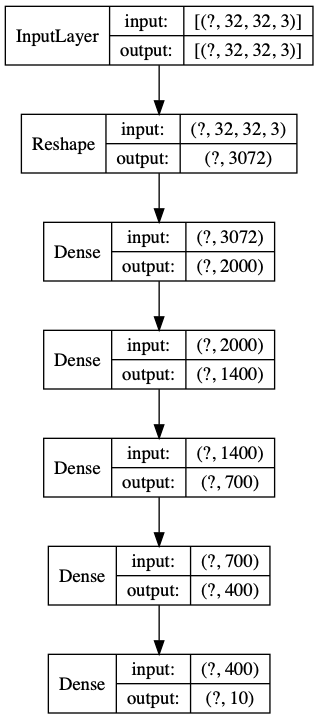 InputLayer input: [(?, 32, 32, 3)]
output: [(?, 32, 32, 3)]
Reshape input: (?, 32, 32, 3)
output: (?, 3072)
Dense input: (?, 3072)
output: (?, 2000)
Dense input: (?, 2000)
output: (?, 1400)
Dense input: (?, 1400)
output: (?, 700)
Dense input: (?, 700)
output: (?, 400)
Dense input: (?, 400)
output: (?, 10)